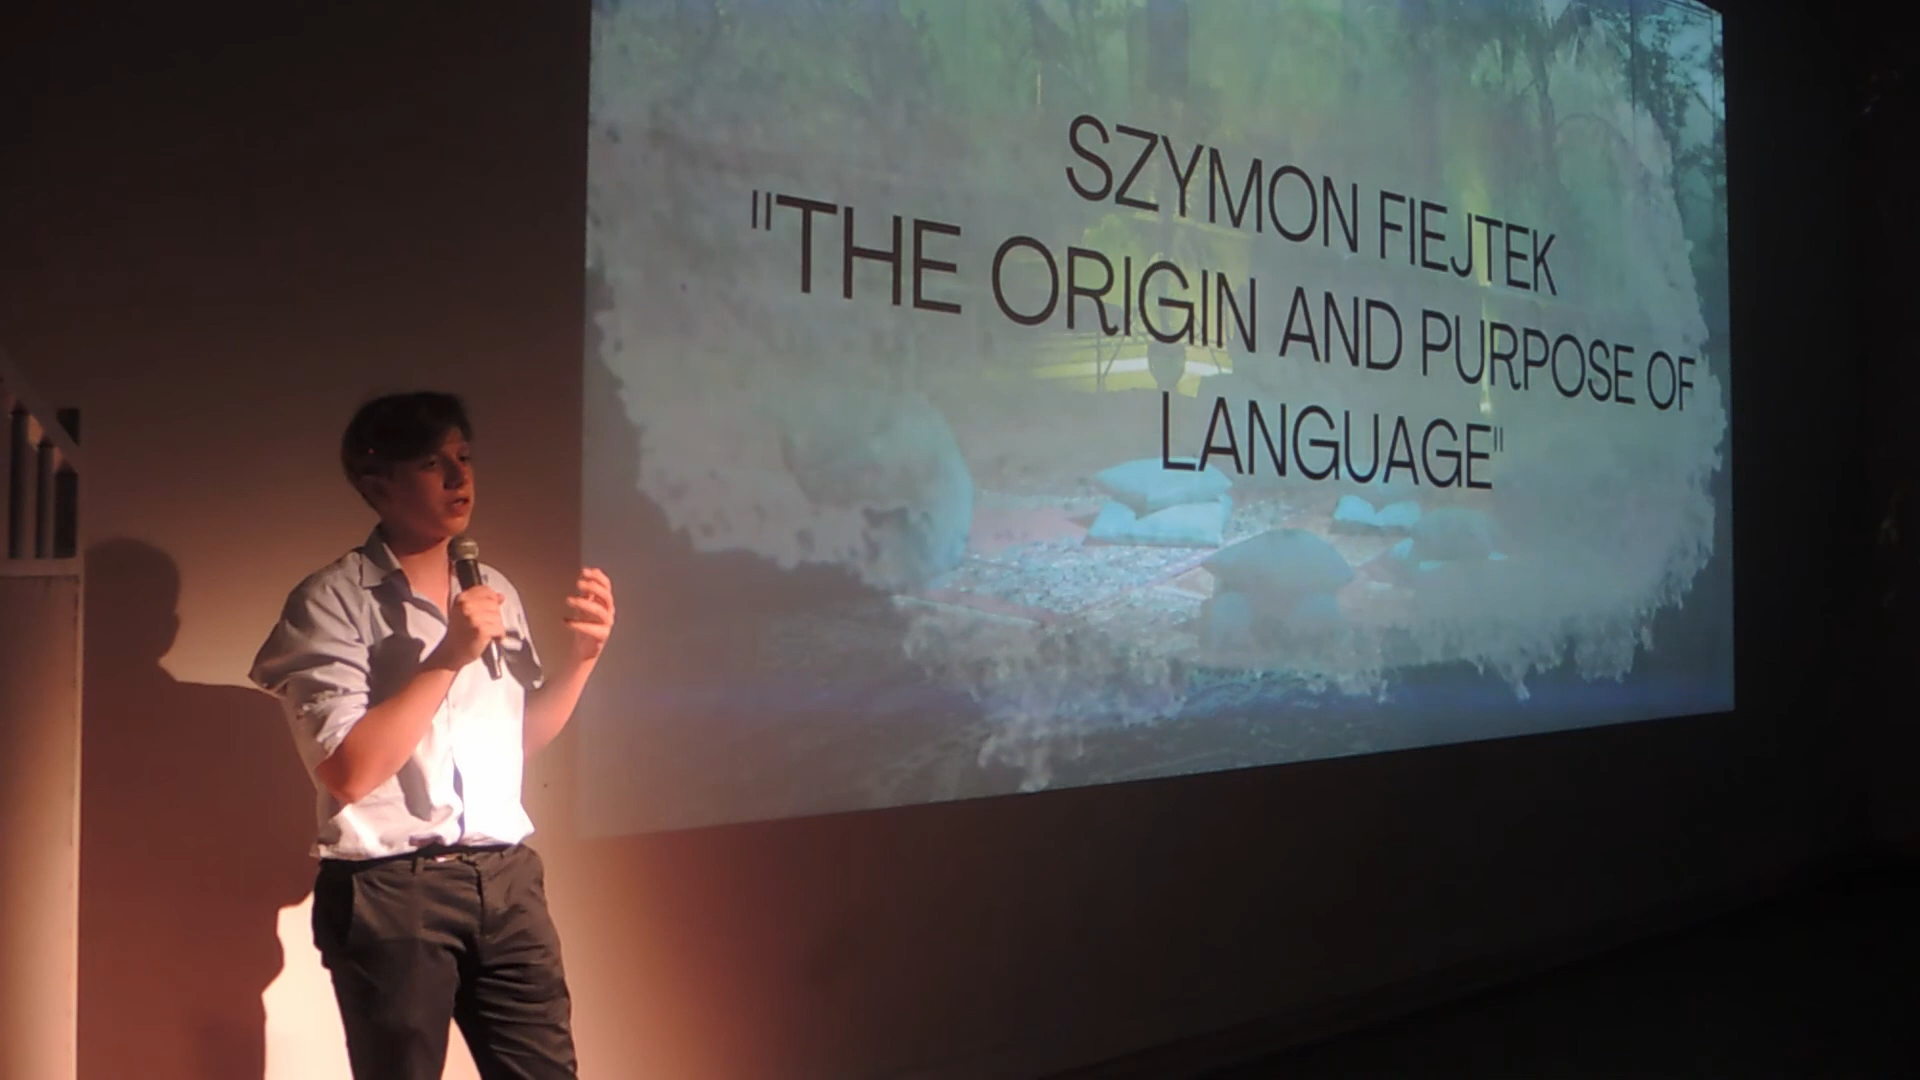 SZYMON FIEJTEK
"THE ORIGIN AND PURPOSE OF
LANGUAGE"